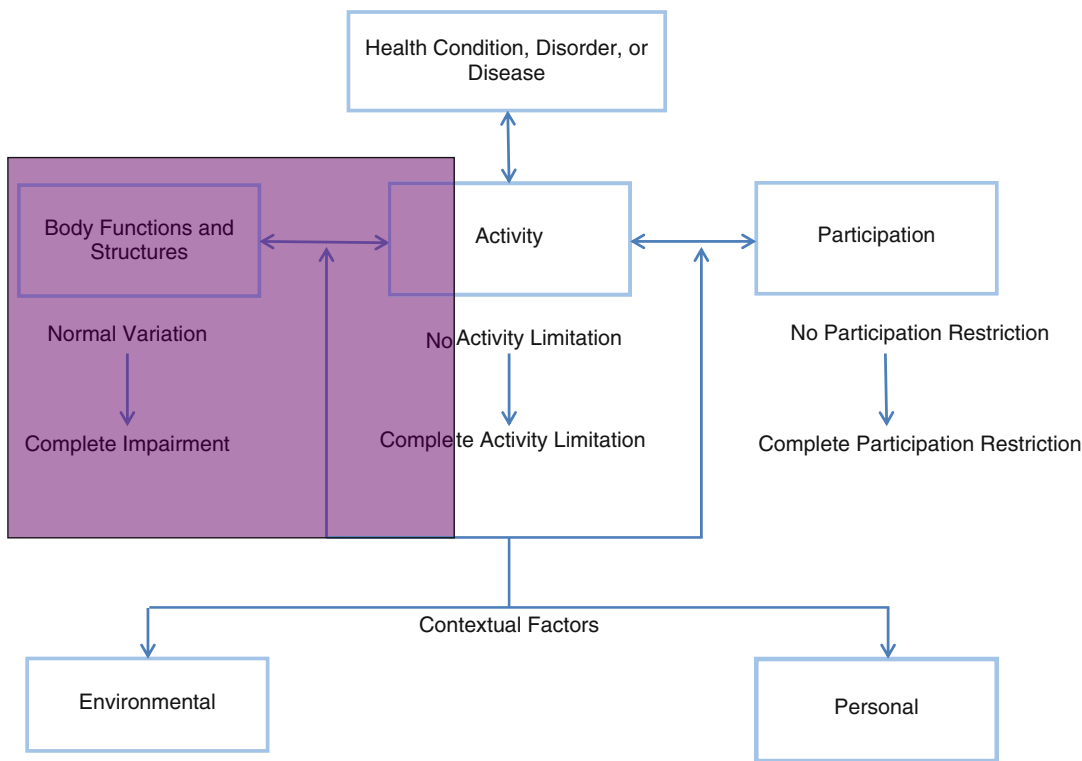 Health Condition, Disorder, or
Disease
Body Functions and
Structures
Activity
Participation
Normal Variation
No Activity Limitation
No Participation Restriction
Complete Impairment
Complete Activity Limitation
Complete Participation Restriction
Contextual Factors
Environmental
Personal